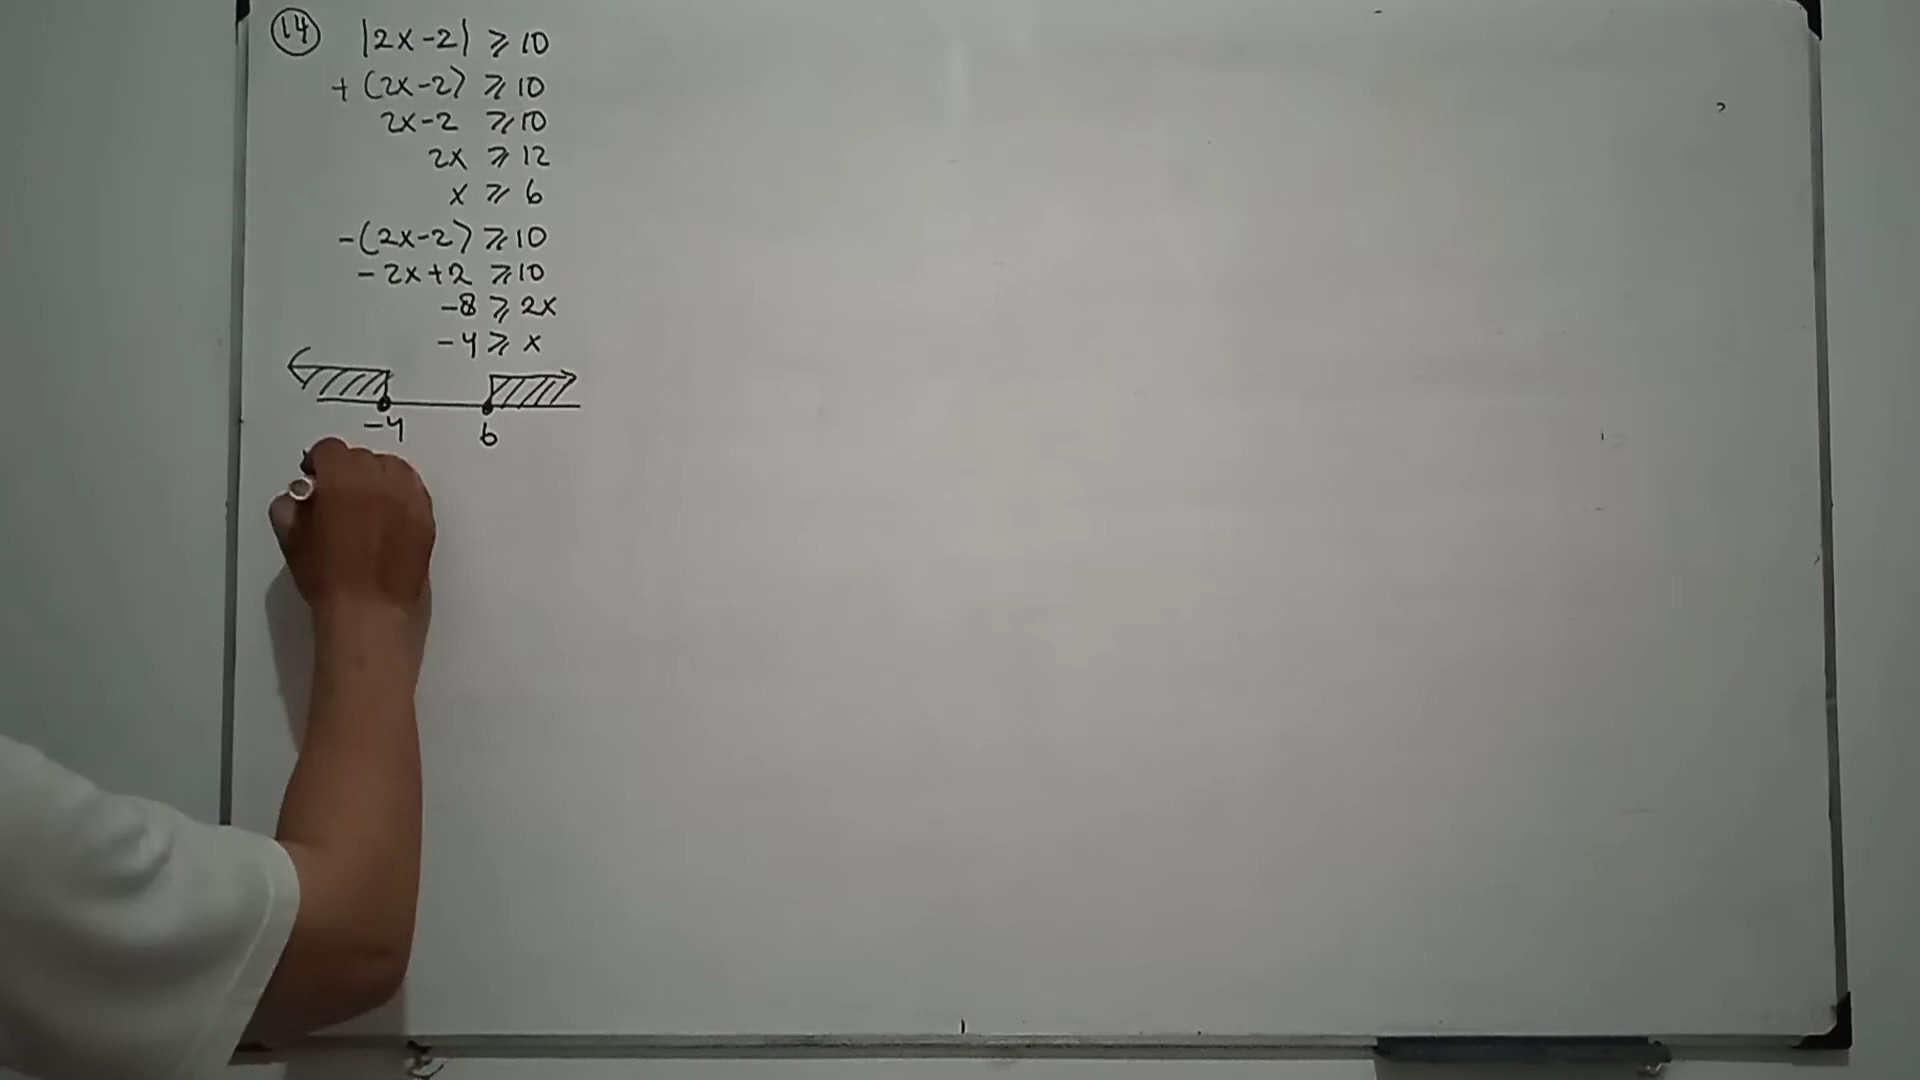 14 |2x-2| ⩾ 10
+ (2x-2) ⩾ 10
2x-2 ⩾ 10
2x ⩾ 12
x ⩾ 6
-(2x-2) ⩾ 10
-2x+2 ⩾ 10
-8 ⩾ 2x
-4 ⩾ x
-4 6